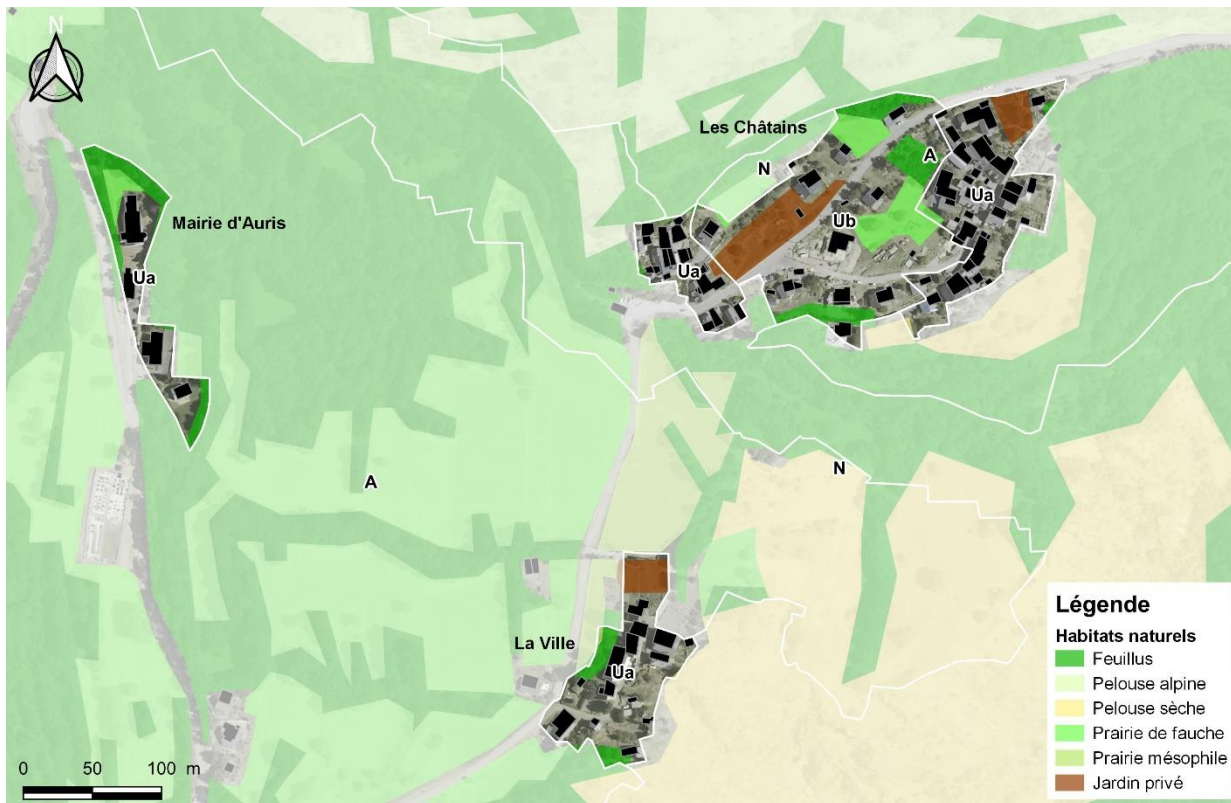 N
Les Châtains
N
A
Mairie d'Auris
Ua
Ub
Ua
Ua
A
N
La Ville
Ua
Légende
Habitats naturels
Feuillus
Pelouse alpine
Pelouse sèche
Prairie de fauche
Prairie mésophile
Jardin privé
0 50 100 m